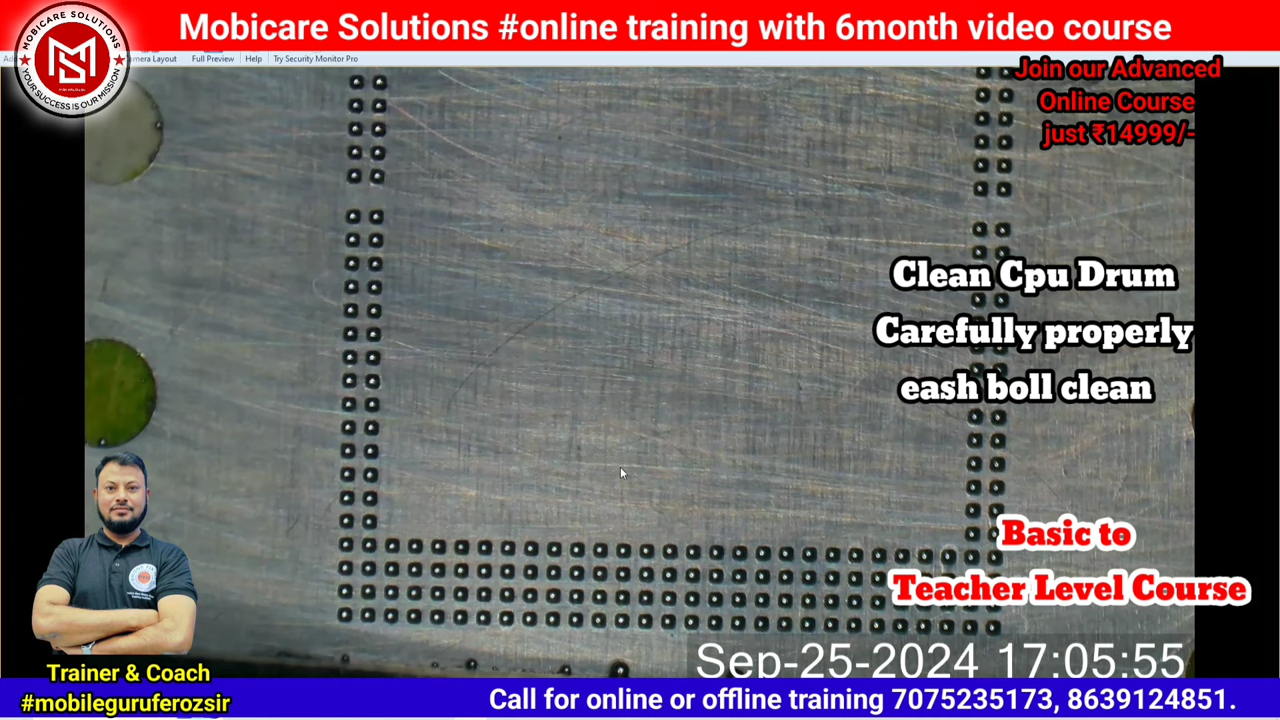 Mobicare Solutions #online training with 6month video course
MOBICARE SOLUTIONS
YOUR SUCCESS IS OUR MISSION
Layout
Full Preview
Help
Try Security Monitor Pro
Join our Advanced
Online Course
just ₹14999/-
Clean Cpu Drum
Carefully properly
eash boll clean
Basic to
Teacher Level Course
Sep-25-2024 17:05:55
Trainer & Coach
#mobileguruferozsir
Call for online or offline training 7075235173, 8639124851.